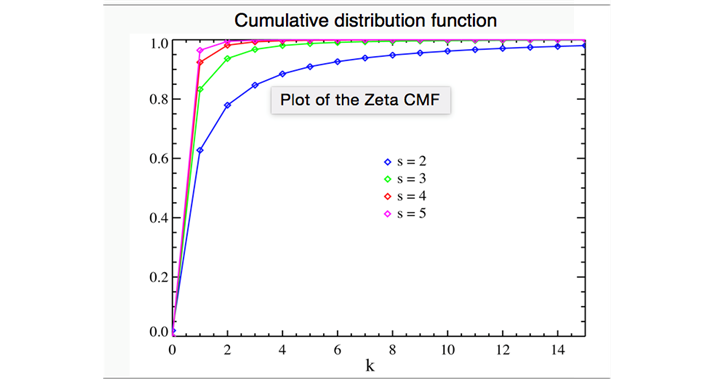 Cumulative distribution function
1.0
0.8
Plot of the Zeta CMF
0.6
s = 2
s = 3
s = 4
s = 5
0.4
0.2
0.0
0 2 4 6 8 10 12 14
k